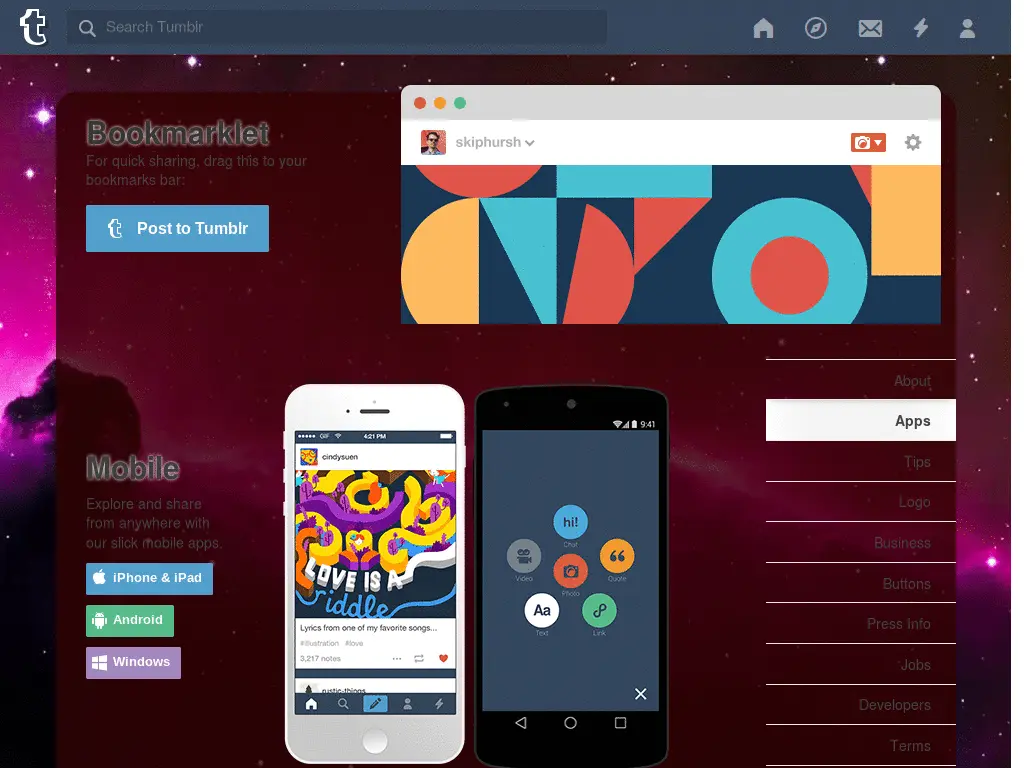 Search Tumblr
Bookmarklet
For quick sharing, drag this to your
bookmarks bar:
Post to Tumblr
skiphursh
Mobile
Explore and share
from anywhere with
our slick mobile apps.
iPhone & iPad
Android
Windows
GIF 4:21 PM
cindysuen
LOVE IS A
riddle
Lyrics from one of my favorite songs...
#illustration #love
3,217 notes
rustic-things
9:41
hi!
Chat
Video
Quote
Photo
Aa
Text
Link
About
Apps
Tips
Logo
Business
Buttons
Press Info
Jobs
Developers
Terms